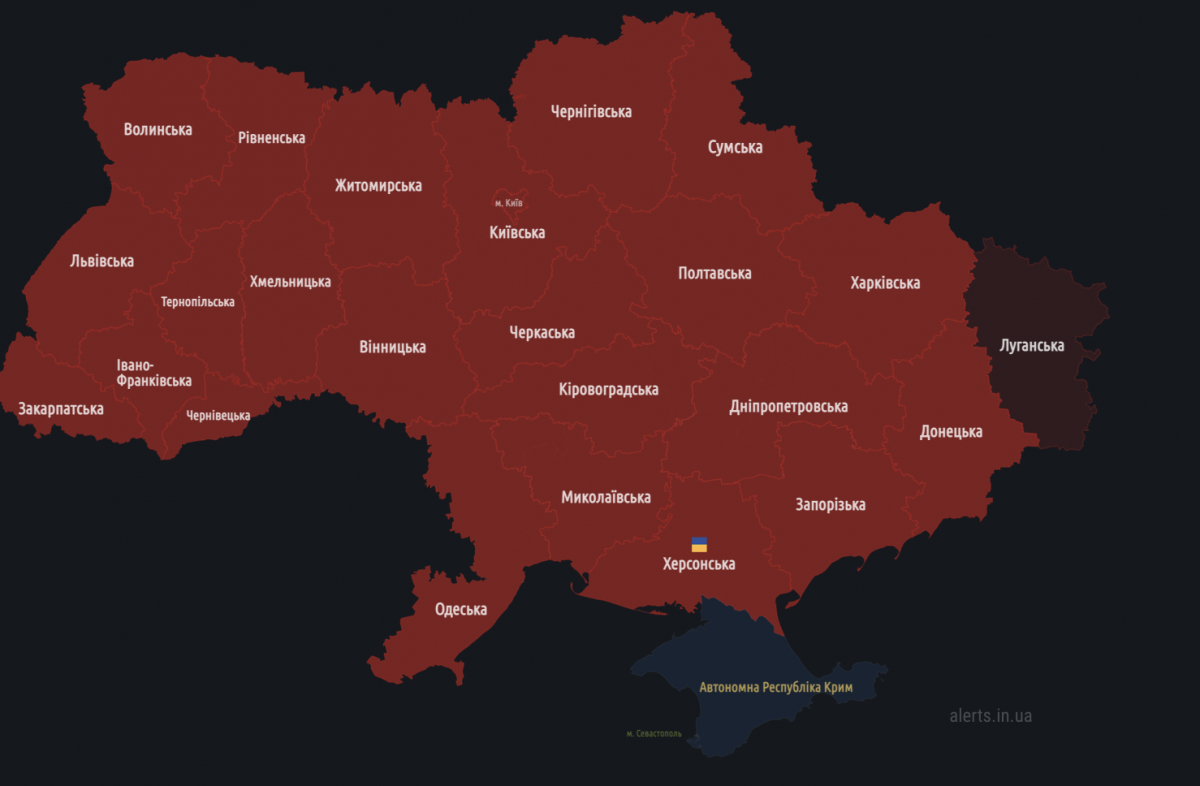 Чернігівська
Волинська
Рівненська
Сумська
Житомирська
м. Київ
Київська
Львівська
Полтавська
Хмельницька
Харківська
Тернопільська
Черкаська
Луганська
Вінницька
Івано-
Франківська
Кіровоградська
Закарпатська
Дніпропетровська
Чернівецька
Донецька
Миколаївська
Запорізька
Херсонська
Одеська
Автономна Республіка Крим
alerts.in.ua
м. Севастополь